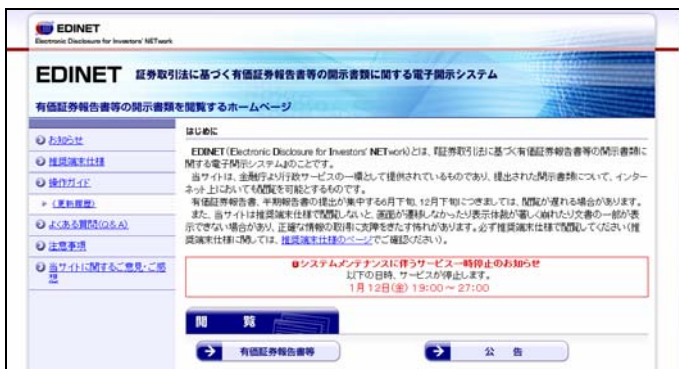 EDINET
Electronic Disclosure for Investors' NETwork
EDINET 証券取引法に基づく有価証券報告書等の開示書類に関する電子開示システム
有価証券報告書等の開示書類を閲覧するホームページ
お知らせ
推奨端末仕様
操作ガイド
(更新履歴)
よくある質問(Q&A)
注意事項
当サイトに関するご意見・ご感
想
はじめに
EDINET(Electronic Disclosure for Investors' NETwork)とは、『証券取引法に基づく有価証券報告書等の開示書類に
関する電子開示システム』のことです。
当サイトは、金融庁より行政サービスの一環として提供されているものであり、提出された開示書類について、インター
ネット上においても閲覧を可能とするものです。
有価証券報告書、半期報告書の提出が集中する6月下旬、12月下旬につきましては、閲覧が遅れる場合があります。
また、当サイトは推奨端末仕様で閲覧しないと、画面が遷移しなかったり表示体裁が著しく崩れたり文書の一部が表
示できない場合があり、正確な情報の取得に支障をきたす怖れがあります。必ず推奨端末仕様で閲覧してください(推
奨端末仕様に関しては、推奨端末仕様のページでご確認ください)。
システムメンテナンスに伴うサービス一時停止のお知らせ
以下の日時、サービスが停止します。
1月12日(金) 19:00~27:00
閲 覧
有価証券報告書等
公 告